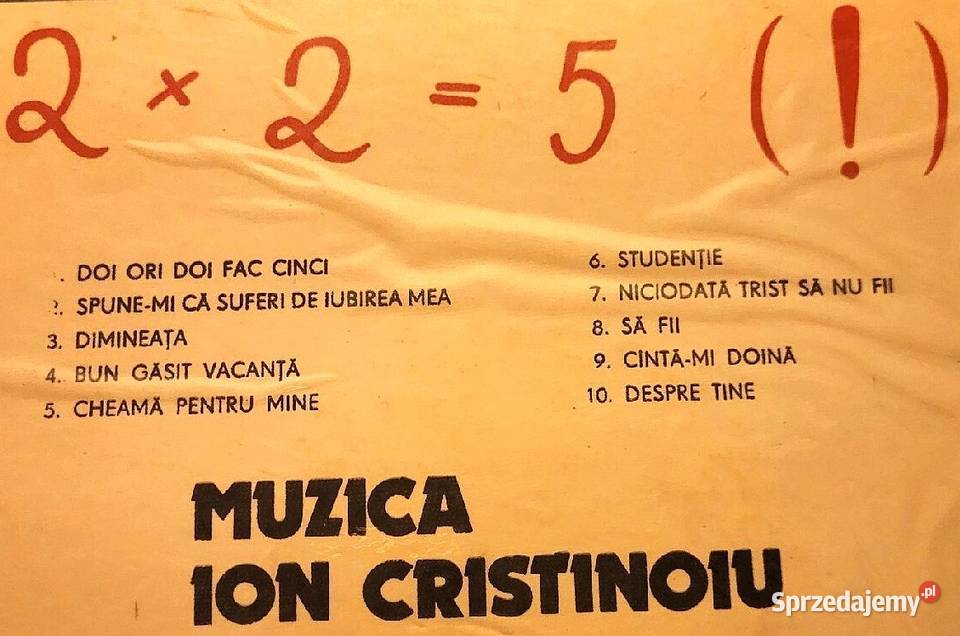 2 × 2 = 5 (!)
. DOI ORI DOI FAC CINCI
2. SPUNE-MI CĂ SUFERI DE IUBIREA MEA
3. DIMINEAȚA
4. BUN GĂSIT VACANȚĂ
5. CHEAMĂ PENTRU MINE
6. STUDENȚIE
7. NICIODATĂ TRIST SĂ NU FII
8. SĂ FII
9. CÎNTĂ-MI DOINĂ
10. DESPRE TINE
MUZICA
ION CRISTINOIU
Sprzedajemy.pl